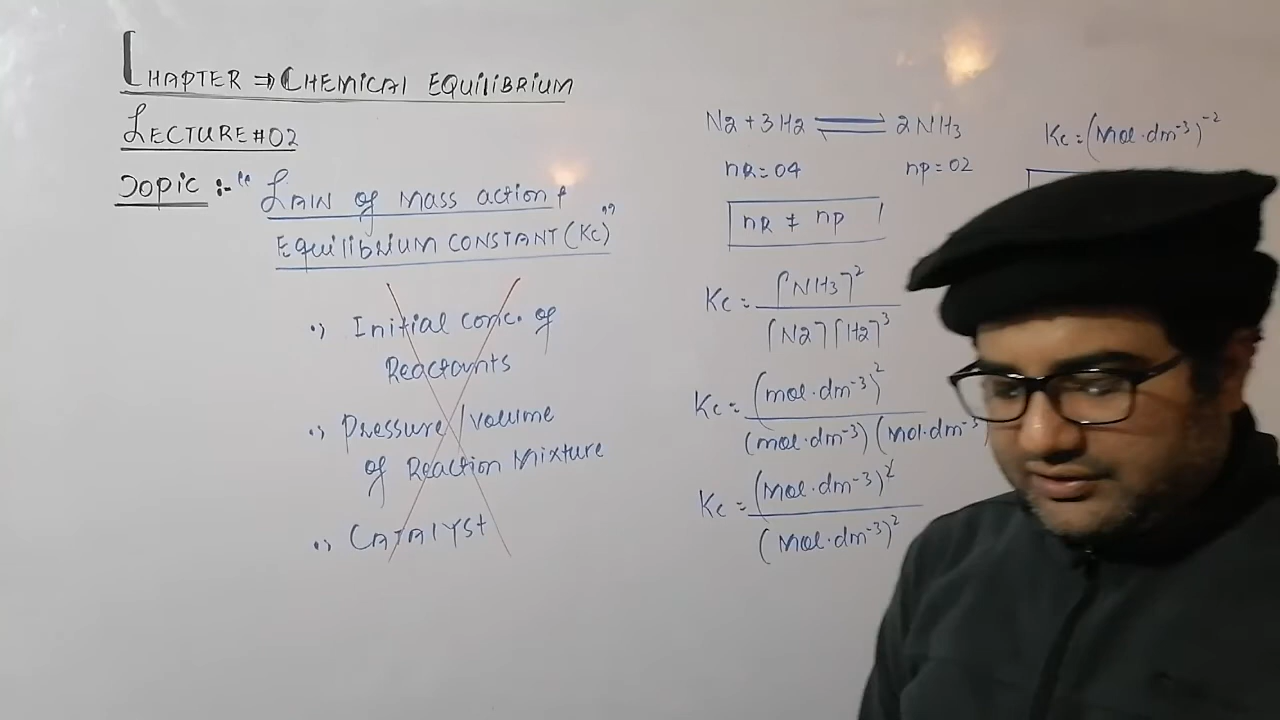 CHAPTER ⇒ CHEMICAL EQUILIBRIUM
LECTURE #02
TOPIC :- "LAW of Mass action &
EQUILIBRIUM CONSTANT (Kc)"
•) Initial conc. of
Reactants
•) Pressure/volume
of Reaction Mixture
•) CATALYSt
N2 + 3H2 ⇌ 2NH3
nR = 04 nP = 02
nR ≠ nP
Kc = [NH3]² / [N2][H2]³
Kc = (mol·dm⁻³)² / (mol·dm⁻³)(mol·dm⁻³
Kc = (mol·dm⁻³)² / (mol·dm⁻³)²
Kc = (mol·dm⁻³)⁻²